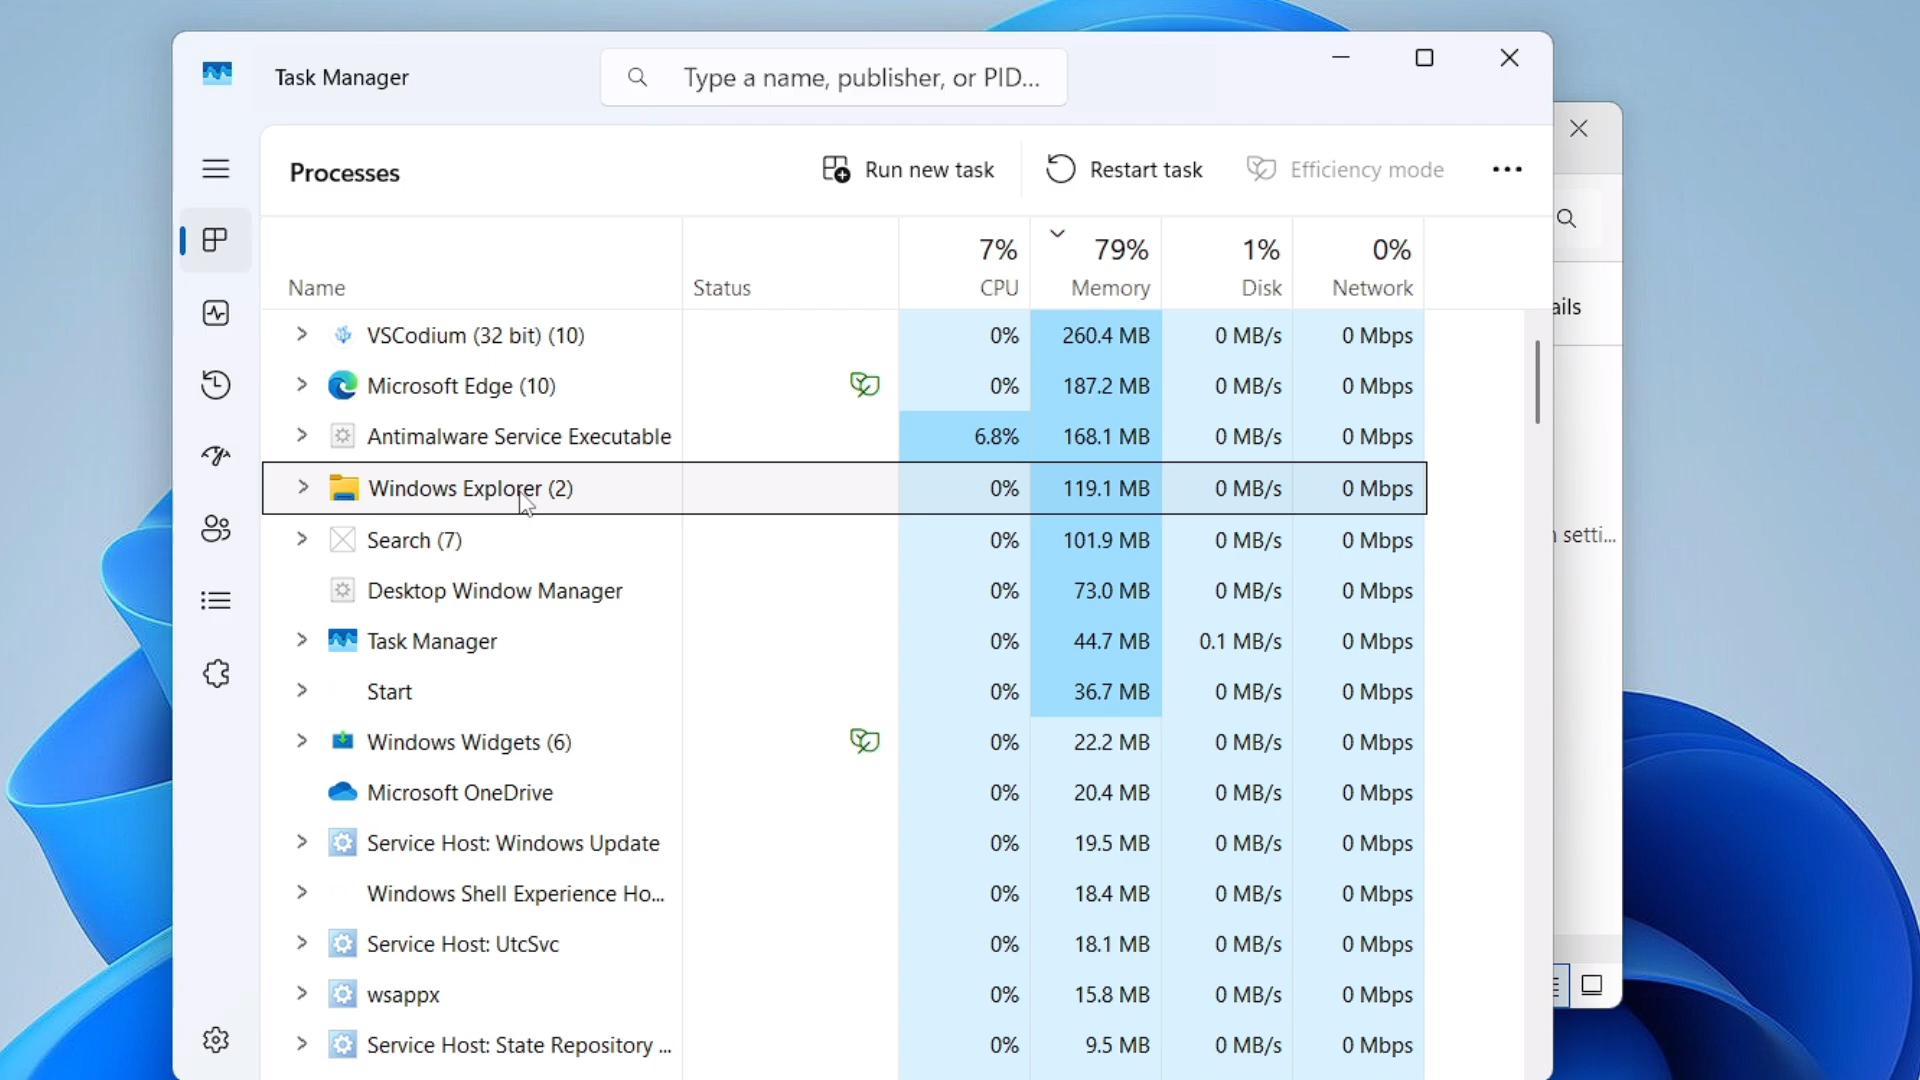 Task Manager
Type a name, publisher, or PID...
Processes
Run new task
Restart task
Efficiency mode
Name Status 7% CPU 79% Memory 1% Disk 0% Network
VSCodium (32 bit) (10) 0% 260.4 MB 0 MB/s 0 Mbps
Microsoft Edge (10) 0% 187.2 MB 0 MB/s 0 Mbps
Antimalware Service Executable 6.8% 168.1 MB 0 MB/s 0 Mbps
Windows Explorer (2) 0% 119.1 MB 0 MB/s 0 Mbps
Search (7) 0% 101.9 MB 0 MB/s 0 Mbps
Desktop Window Manager 0% 73.0 MB 0 MB/s 0 Mbps
Task Manager 0% 44.7 MB 0.1 MB/s 0 Mbps
Start 0% 36.7 MB 0 MB/s 0 Mbps
Windows Widgets (6) 0% 22.2 MB 0 MB/s 0 Mbps
Microsoft OneDrive 0% 20.4 MB 0 MB/s 0 Mbps
Service Host: Windows Update 0% 19.5 MB 0 MB/s 0 Mbps
Windows Shell Experience Ho... 0% 18.4 MB 0 MB/s 0 Mbps
Service Host: UtcSvc 0% 18.1 MB 0 MB/s 0 Mbps
wsappx 0% 15.8 MB 0 MB/s 0 Mbps
Service Host: State Repository ... 0% 9.5 MB 0 MB/s 0 Mbps
ails
setti...